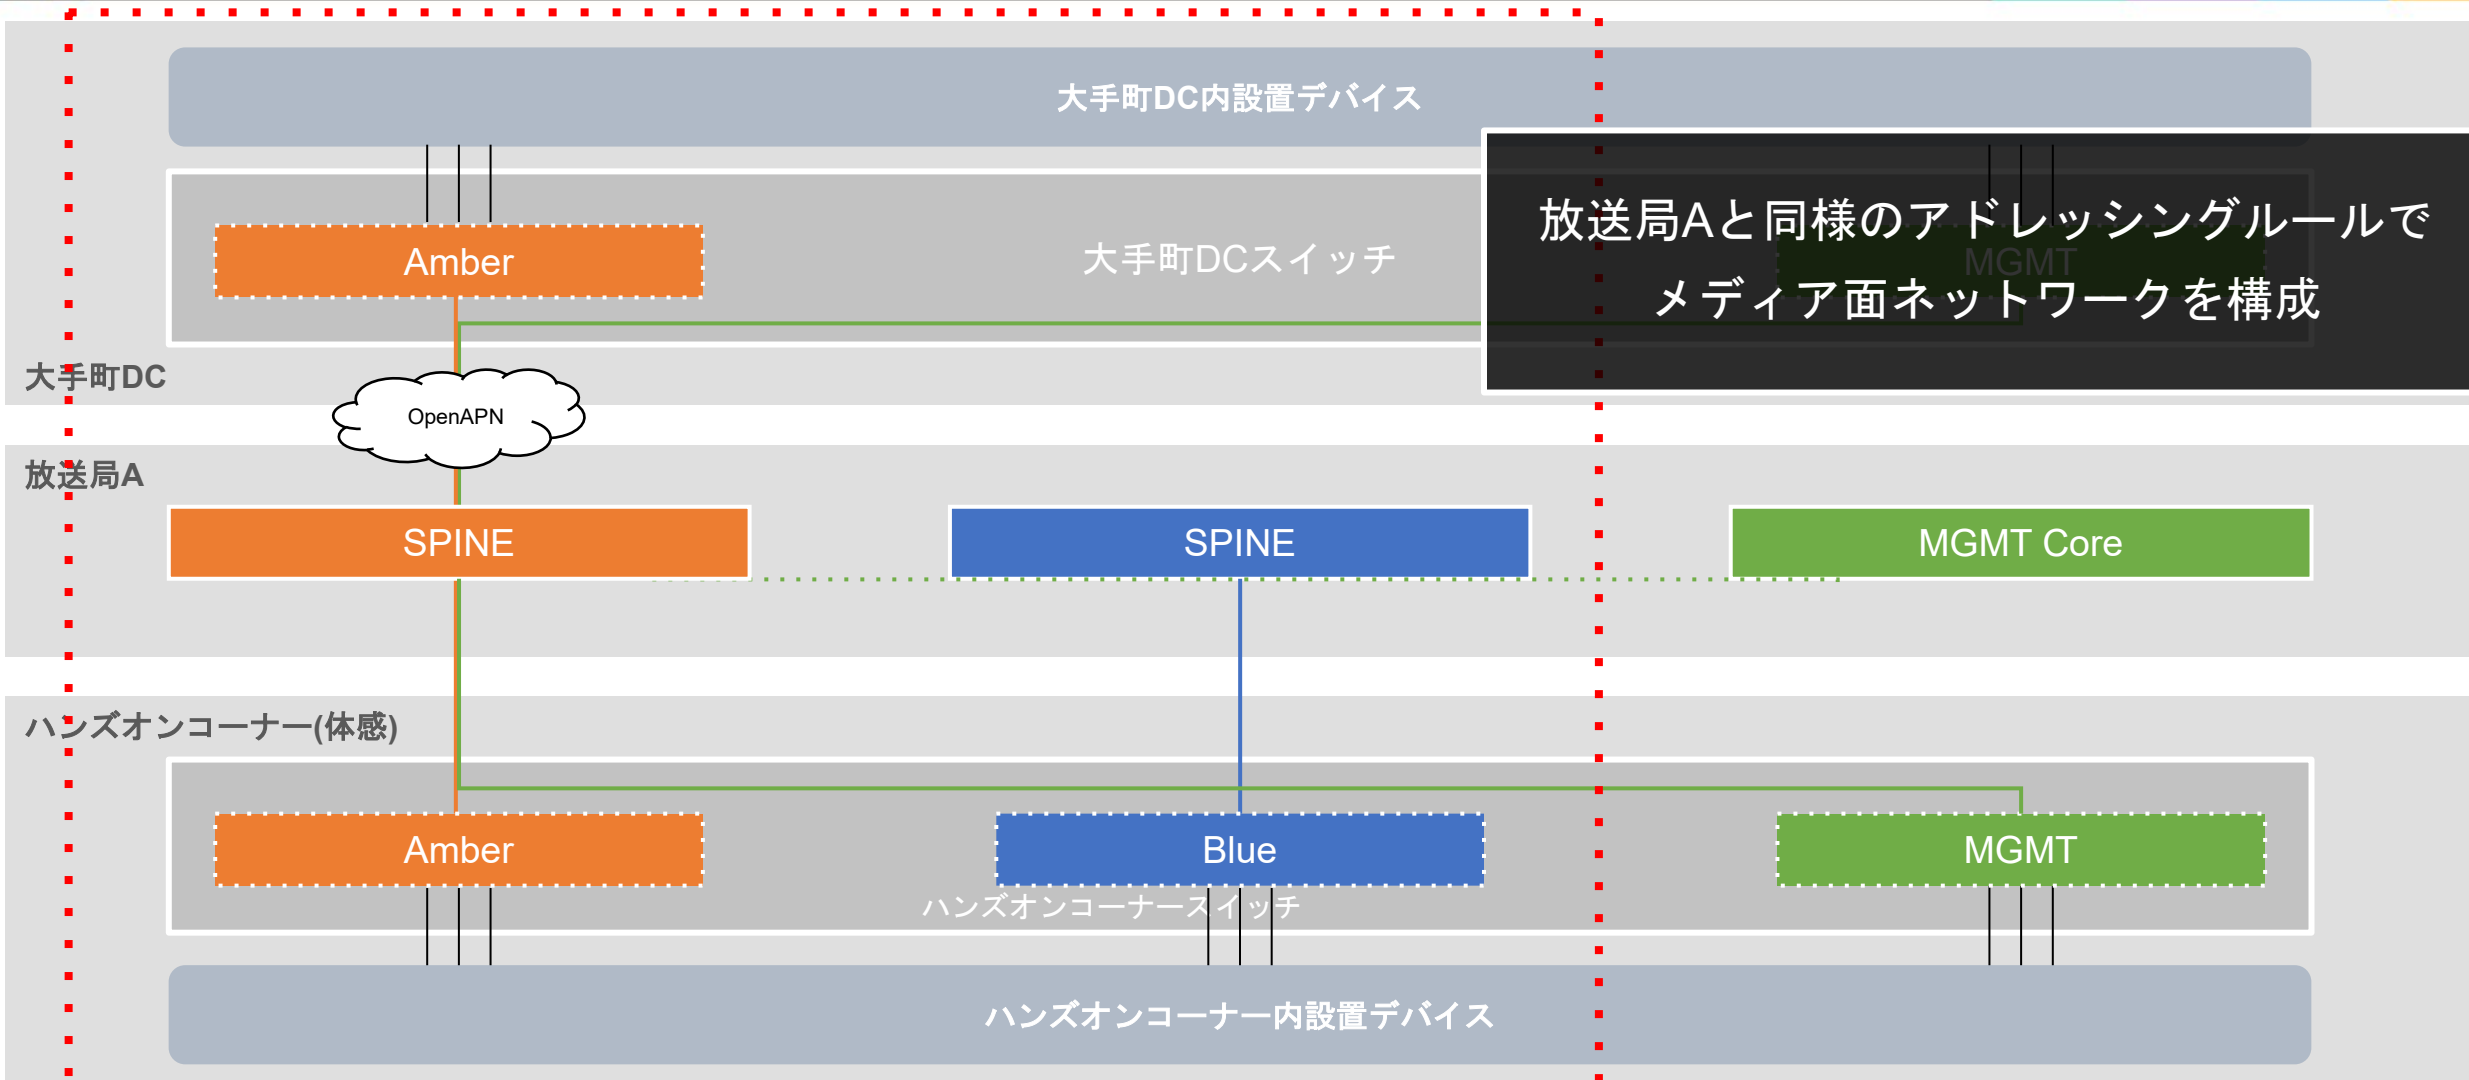 大手町DC内設置デバイス
放送局Aと同様のアドレッシングルールで
メディア面ネットワークを構成
Amber
大手町DCスイッチ
MGMT
大手町DC
OpenAPN
放送局A
SPINE
SPINE
MGMT Core
ハンズオンコーナー(体感)
Amber
Blue
MGMT
ハンズオンコーナースイッチ
ハンズオンコーナー内設置デバイス